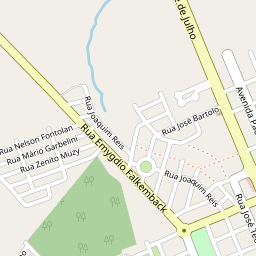 de Julho
Avenida
Rua Joaquim Reis
Rua José Bartolo
Rua Nelson Fontolan
Rua Mário Garbelini
Rua Zenito Muzy
Rua Emygdio Falkemback
Rua Joaquim Reis
Rua José